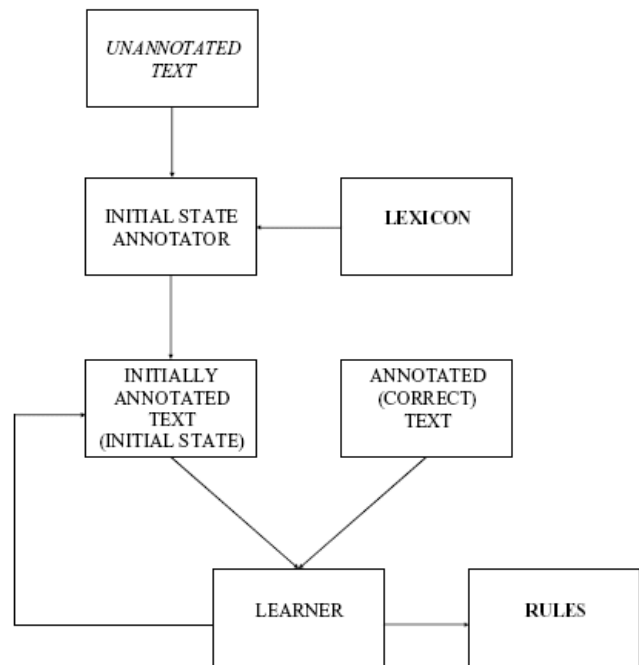 UNANNOTATED
TEXT
INITIAL STATE
ANNOTATOR
LEXICON
INITIALLY
ANNOTATED
TEXT
(INITIAL STATE)
ANNOTATED
(CORRECT)
TEXT
LEARNER
RULES